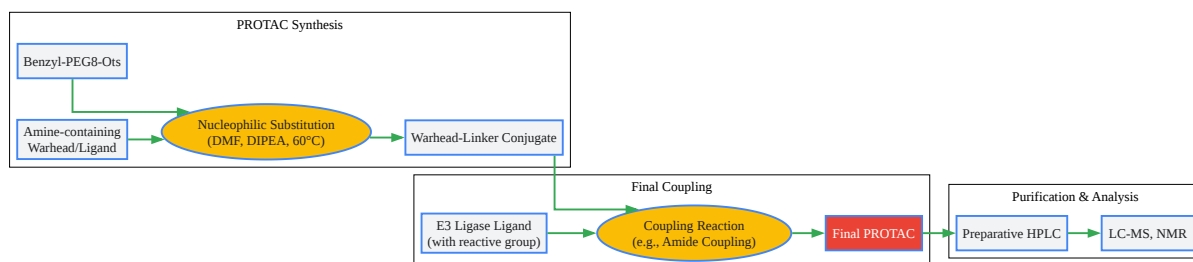 PROTAC Synthesis
Benzyl-PEG8-Ots
Amine-containing
Warhead/Ligand
Nucleophilic Substitution
(DMF, DIPEA, 60°C)
Warhead-Linker Conjugate
Final Coupling
E3 Ligase Ligand
(with reactive group)
Coupling Reaction
(e.g., Amide Coupling)
Final PROTAC
Purification & Analysis
Preparative HPLC
LC-MS, NMR